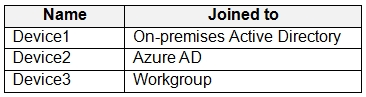 Name Joined to
Device1 On-premises Active Directory
Device2 Azure AD
Device3 Workgroup